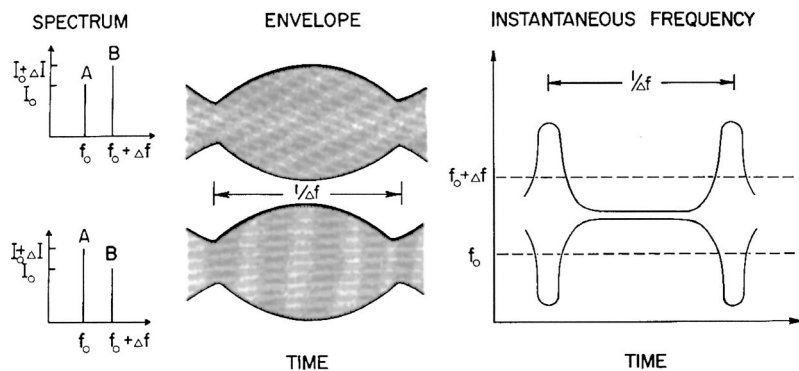 SPECTRUM
I₀+ΔI
I₀
A
B
f₀
f₀+Δf
I₀+ΔI
I₀
A
B
f₀
f₀+Δf
ENVELOPE
1/Δf
TIME
INSTANTANEOUS FREQUENCY
1/Δf
f₀+Δf
f₀
TIME